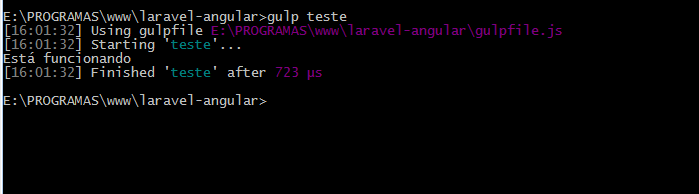 E:\PROGRAMAS\www\laravel-angular>gulp teste
[16:01:32] Using gulpfile E:\PROGRAMAS\www\laravel-angular\gulpfile.js
[16:01:32] Starting 'teste'...
Está funcionando
[16:01:32] Finished 'teste' after 723 µs
E:\PROGRAMAS\www\laravel-angular>